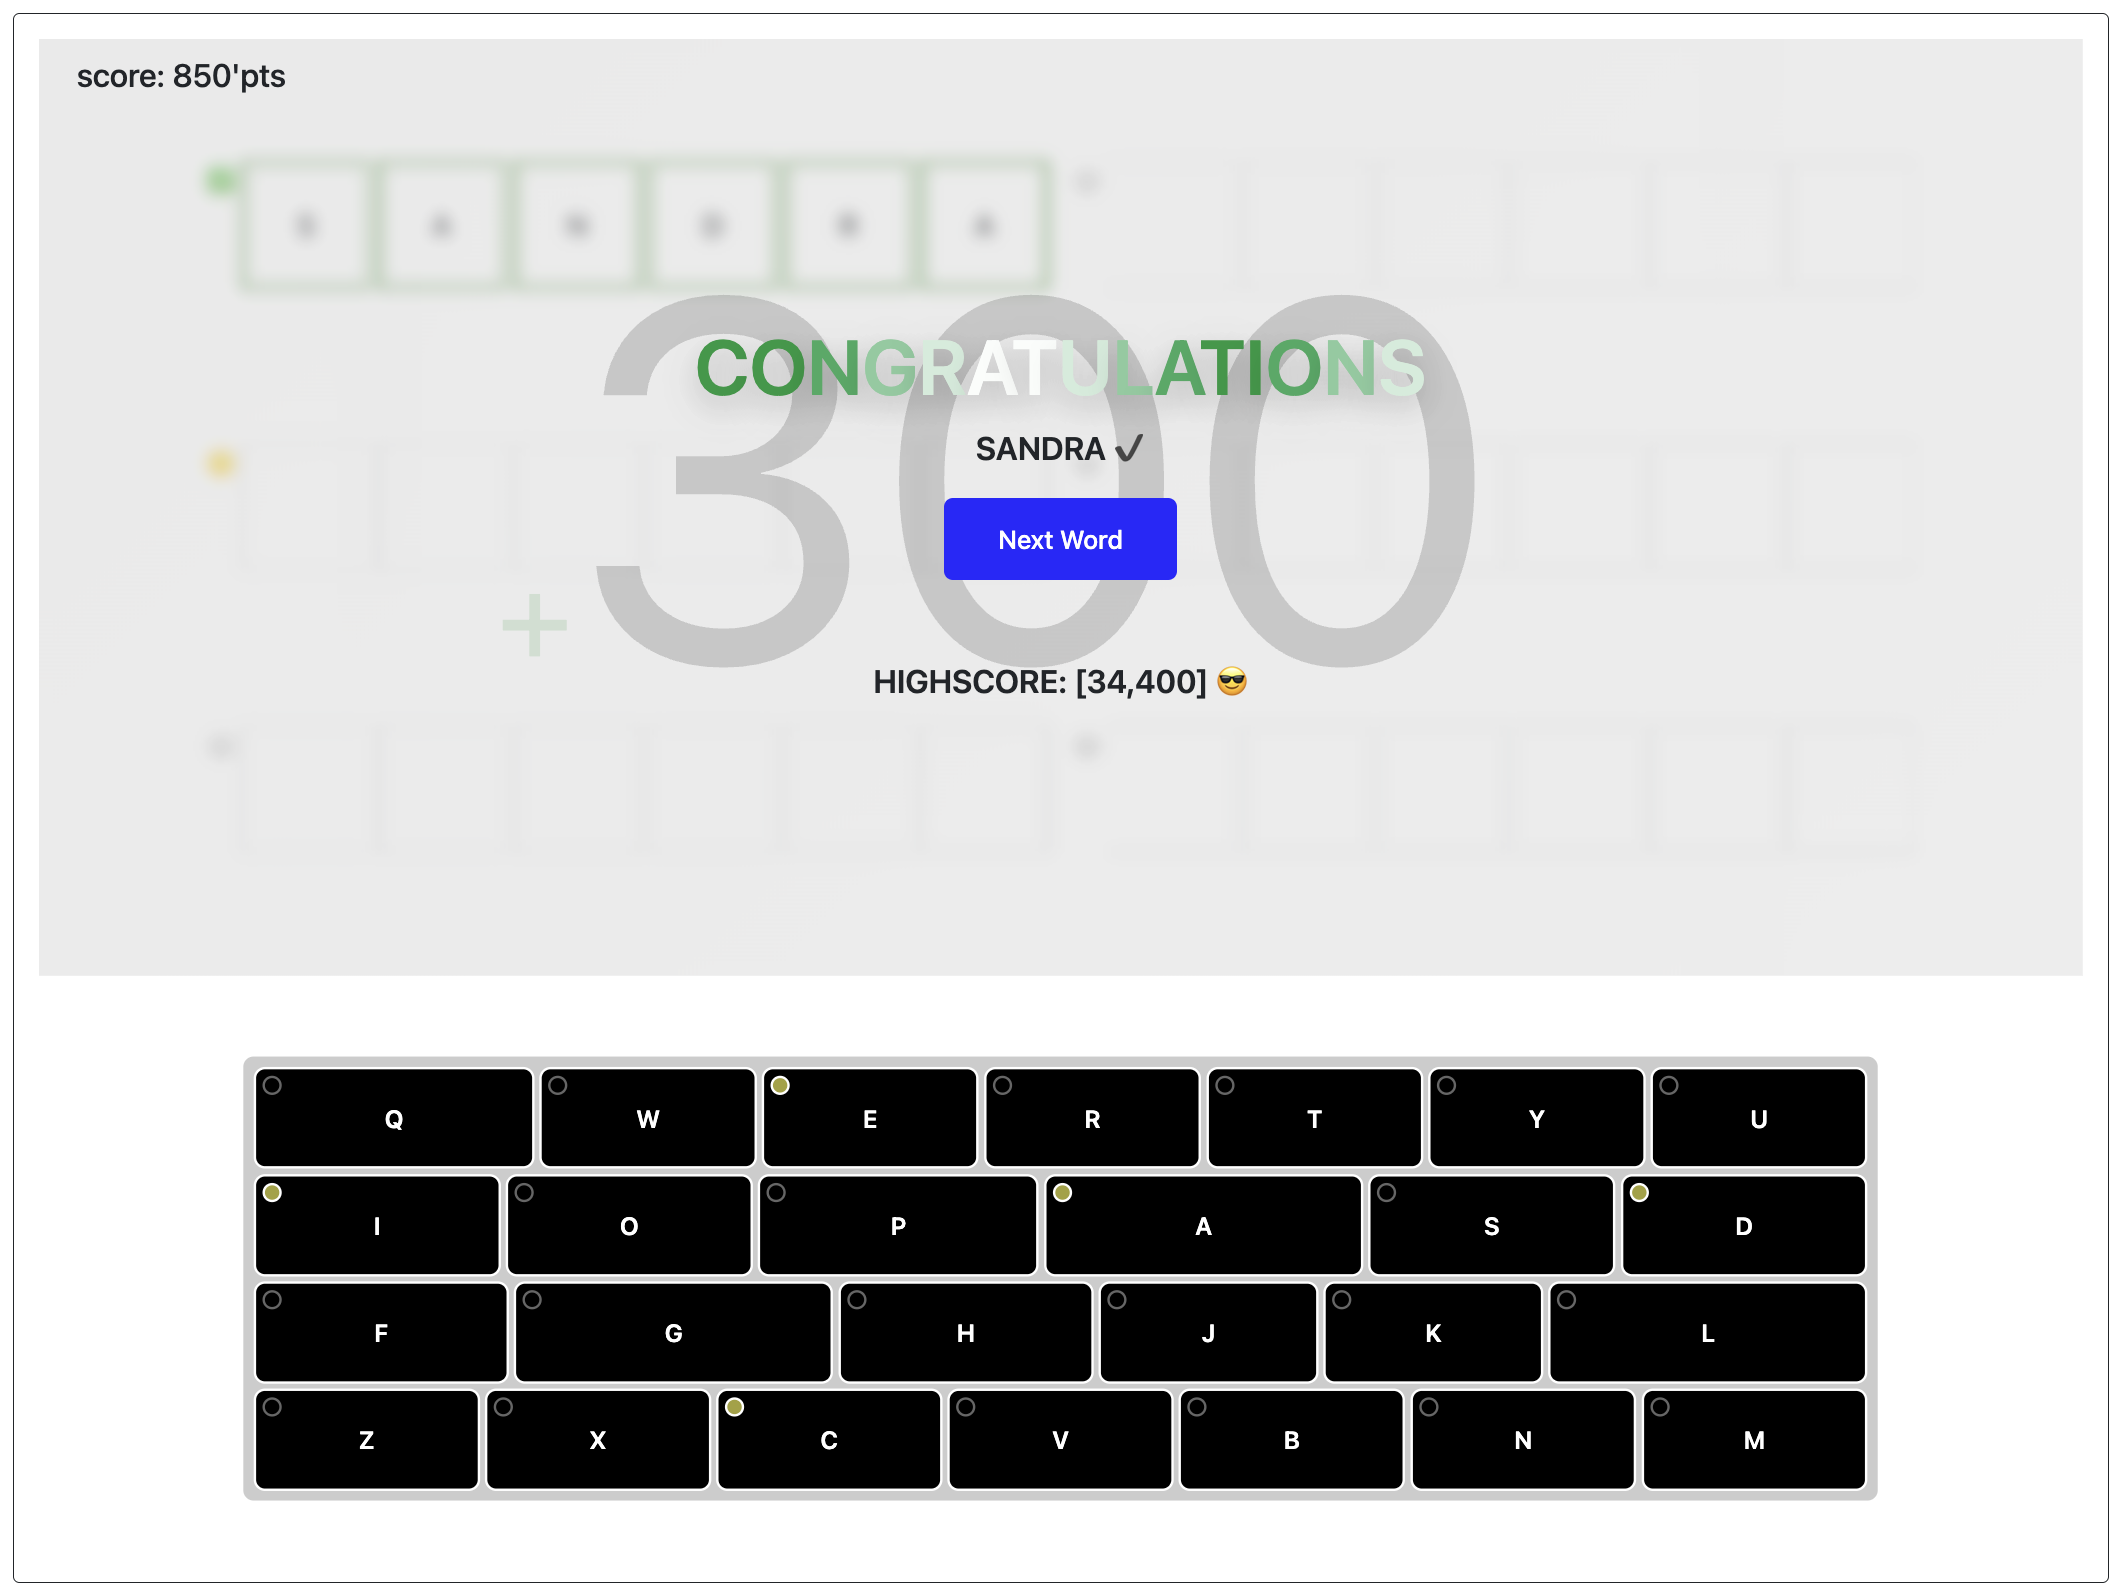 score: 850'pts
S A N D R A
+300
CONGRATULATIONS
SANDRA ✔
Next Word
HIGHSCORE: [34,400] 😎
Q W E R T Y U
I O P A S D
F G H J K L
Z X C V B N M